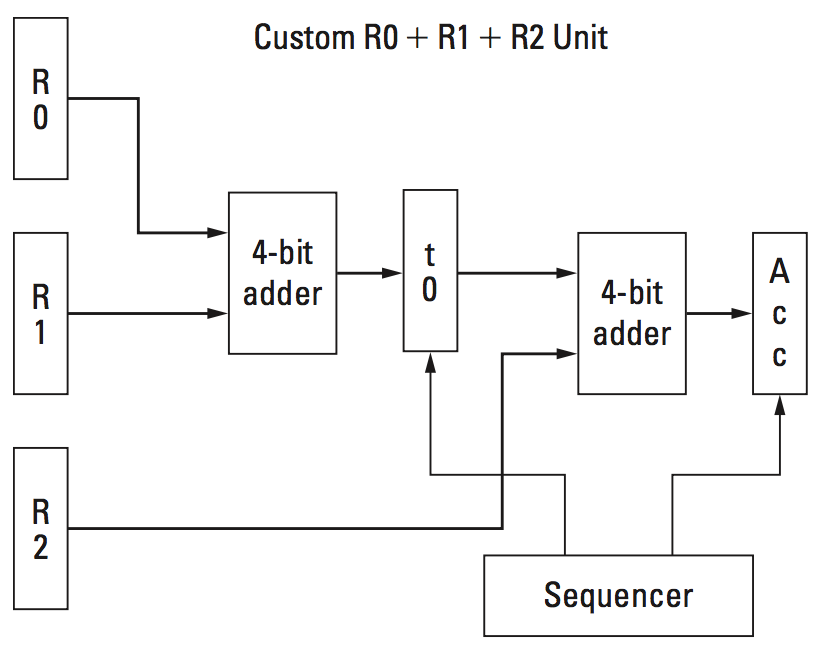 Custom R0 + R1 + R2 Unit
R
0
R
1
R
2
4-bit
adder
t
0
4-bit
adder
A
c
c
Sequencer